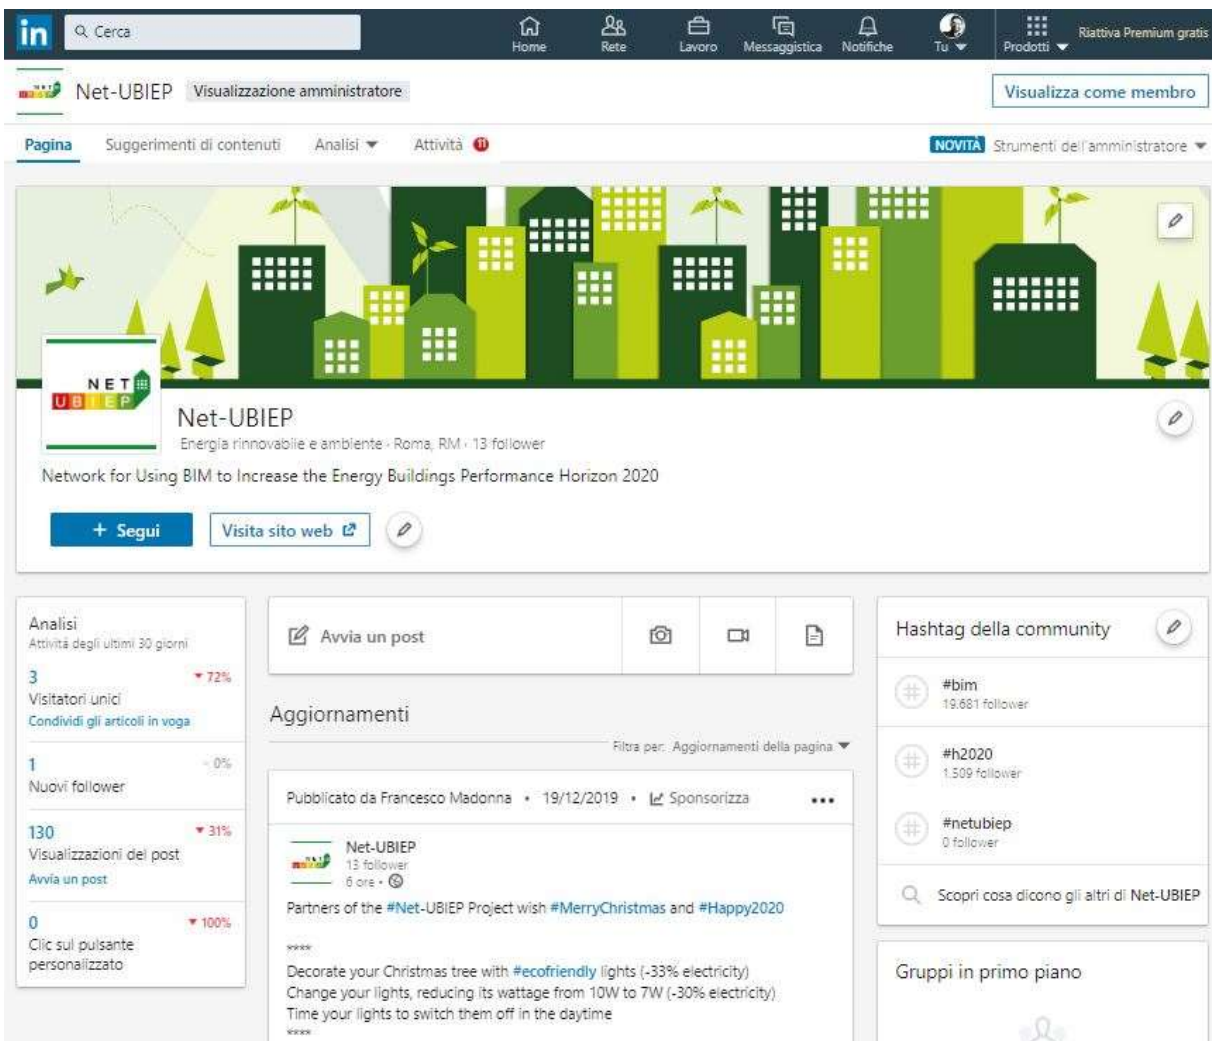 in Cerca
Home Rete Lavoro Messaggistica Notifiche Tu Prodotti Riattiva Premium gratis
NET
UBIEP
Net-UBIEP Visualizzazione amministratore Visualizza come membro
Pagina Suggerimenti di contenuti Analisi Attività 11 NOVITÀ Strumenti dell'amministratore
NET
UBIEP
Net-UBIEP
Energia rinnovabile e ambiente · Roma, RM · 13 follower
Network for Using BIM to Increase the Energy Buildings Performance Horizon 2020
+ Segui Visita sito web
Analisi
Attività degli ultimi 30 giorni
3 ▼ 72%
Visitatori unici
Condividi gli articoli in voga
1 - 0%
Nuovi follower
130 ▼ 31%
Visualizzazioni del post
Avvia un post
0 ▼ 100%
Clic sul pulsante
personalizzato
Avvia un post
Aggiornamenti
Filtra per: Aggiornamenti della pagina ▼
Pubblicato da Francesco Madonna • 19/12/2019 • Sponsorizza •••
Net-UBIEP
13 follower
6 ore •
Partners of the #Net-UBIEP Project wish #MerryChristmas and #Happy2020
****
Decorate your Christmas tree with #ecofriendly lights (-33% electricity)
Change your lights, reducing its wattage from 10W to 7W (-30% electricity)
Time your lights to switch them off in the daytime
****
Hashtag della community
#bim
19.681 follower
#h2020
1.509 follower
#netubiep
0 follower
Scopri cosa dicono gli altri di Net-UBIEP
Gruppi in primo piano